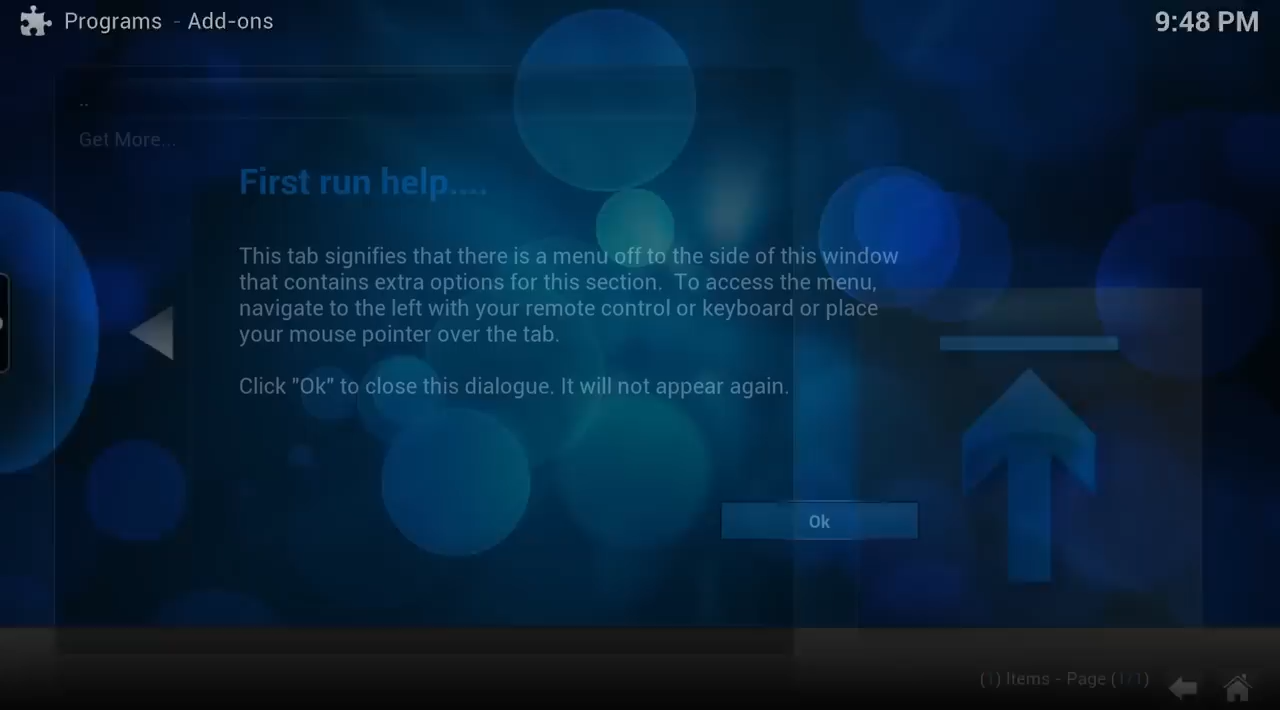 Programs - Add-ons
9:48 PM
..
Get More...
First run help....
This tab signifies that there is a menu off to the side of this window
that contains extra options for this section. To access the menu,
navigate to the left with your remote control or keyboard or place
your mouse pointer over the tab.
Click "Ok" to close this dialogue. It will not appear again.
Ok
(1) Items - Page (1/1)